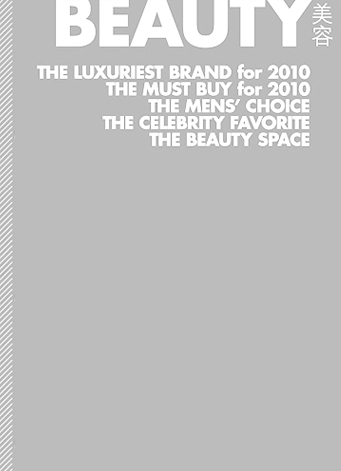 BEAUTY 美容
THE LUXURIEST BRAND for 2010
THE MUST BUY for 2010
THE MENS' CHOICE
THE CELEBRITY FAVORITE
THE BEAUTY SPACE